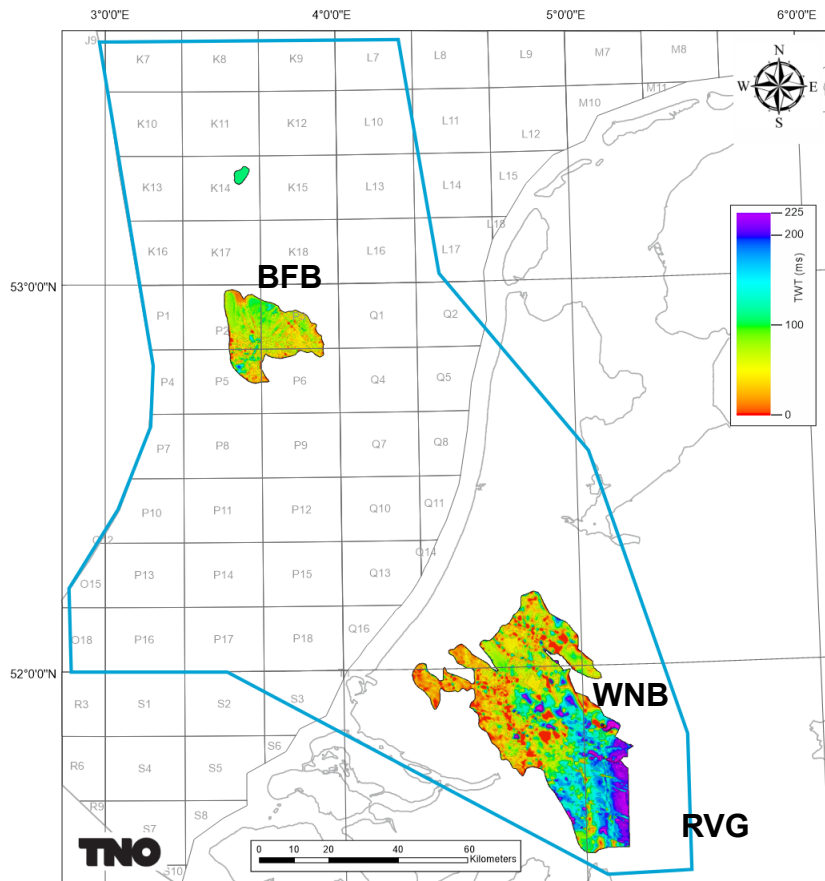 3°0'0"E 4°0'0"E 5°0'0"E 6°0'0"E
J9 K7 K8 K9 L7 L8 L9 M7 M8
N
W E
S
M10 M11
K10 K11 K12 L10 L11 L12
K13 K14 K15 L13 L14 L15
L18
K16 K17 K18 L16 L17
BFB
225
200
100
0
TWT (ms)
53°0'0"N
P1 P2 Q1 Q2
P4 P5 P6 Q4 Q5
P7 P8 P9 Q7 Q8
P10 P11 P12 Q10 Q11
Q14
O15 P13 P14 P15 Q13
O18 P16 P17 P18 Q16
52°0'0"N
WNB
R3 S1 S2 S3
R6 S4 S5 S6
R9 S7 S8
S10
RVG
TNO
0 10 20 40 60
Kilometers